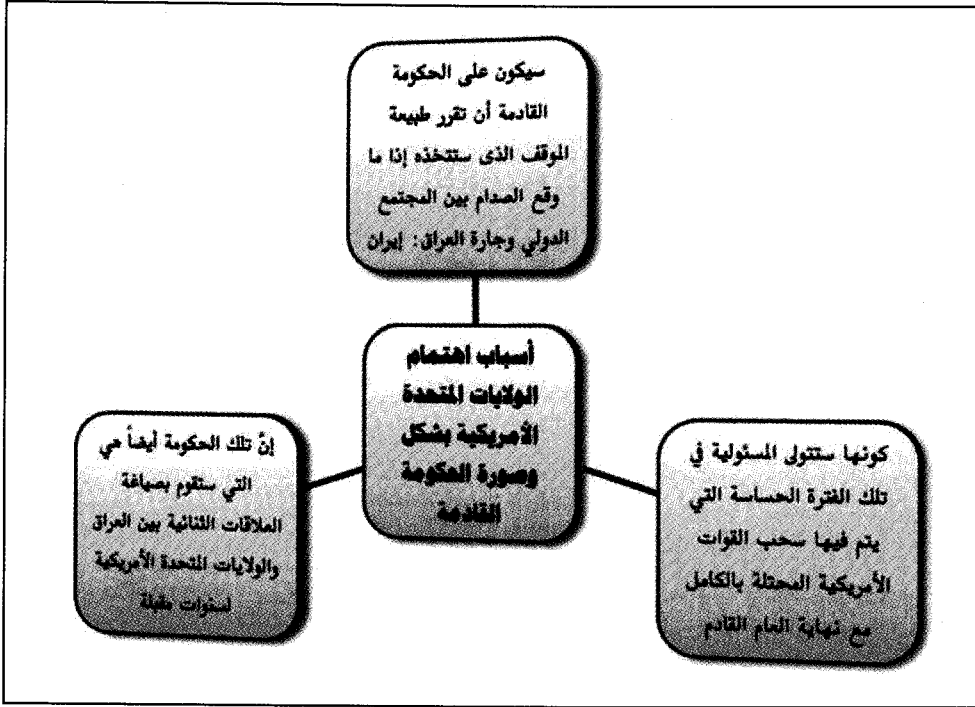 سيكون على الحكومة
القادمة أن تقرر طبيعة
الموقف الذى ستتخذه إذا ما
وقع الصدام بين المجتمع
الدولي وجارة العراق: إيران
أسباب اهتمام
الولايات المتحدة
الأمريكية بشكل
وصورة الحكومة
القادمة
كونها ستتولى المسئولية في
تلك الفترة الحساسة التي
يتم فيها سحب القوات
الأمريكية المحتلة بالكامل
مع نهاية العام القادم
إنَّ تلك الحكومة أيضاً هي
التي ستقوم بصياغة
العلاقات الثنائية بين العراق
والولايات المتحدة الأمريكية
لسنوات مقبلة